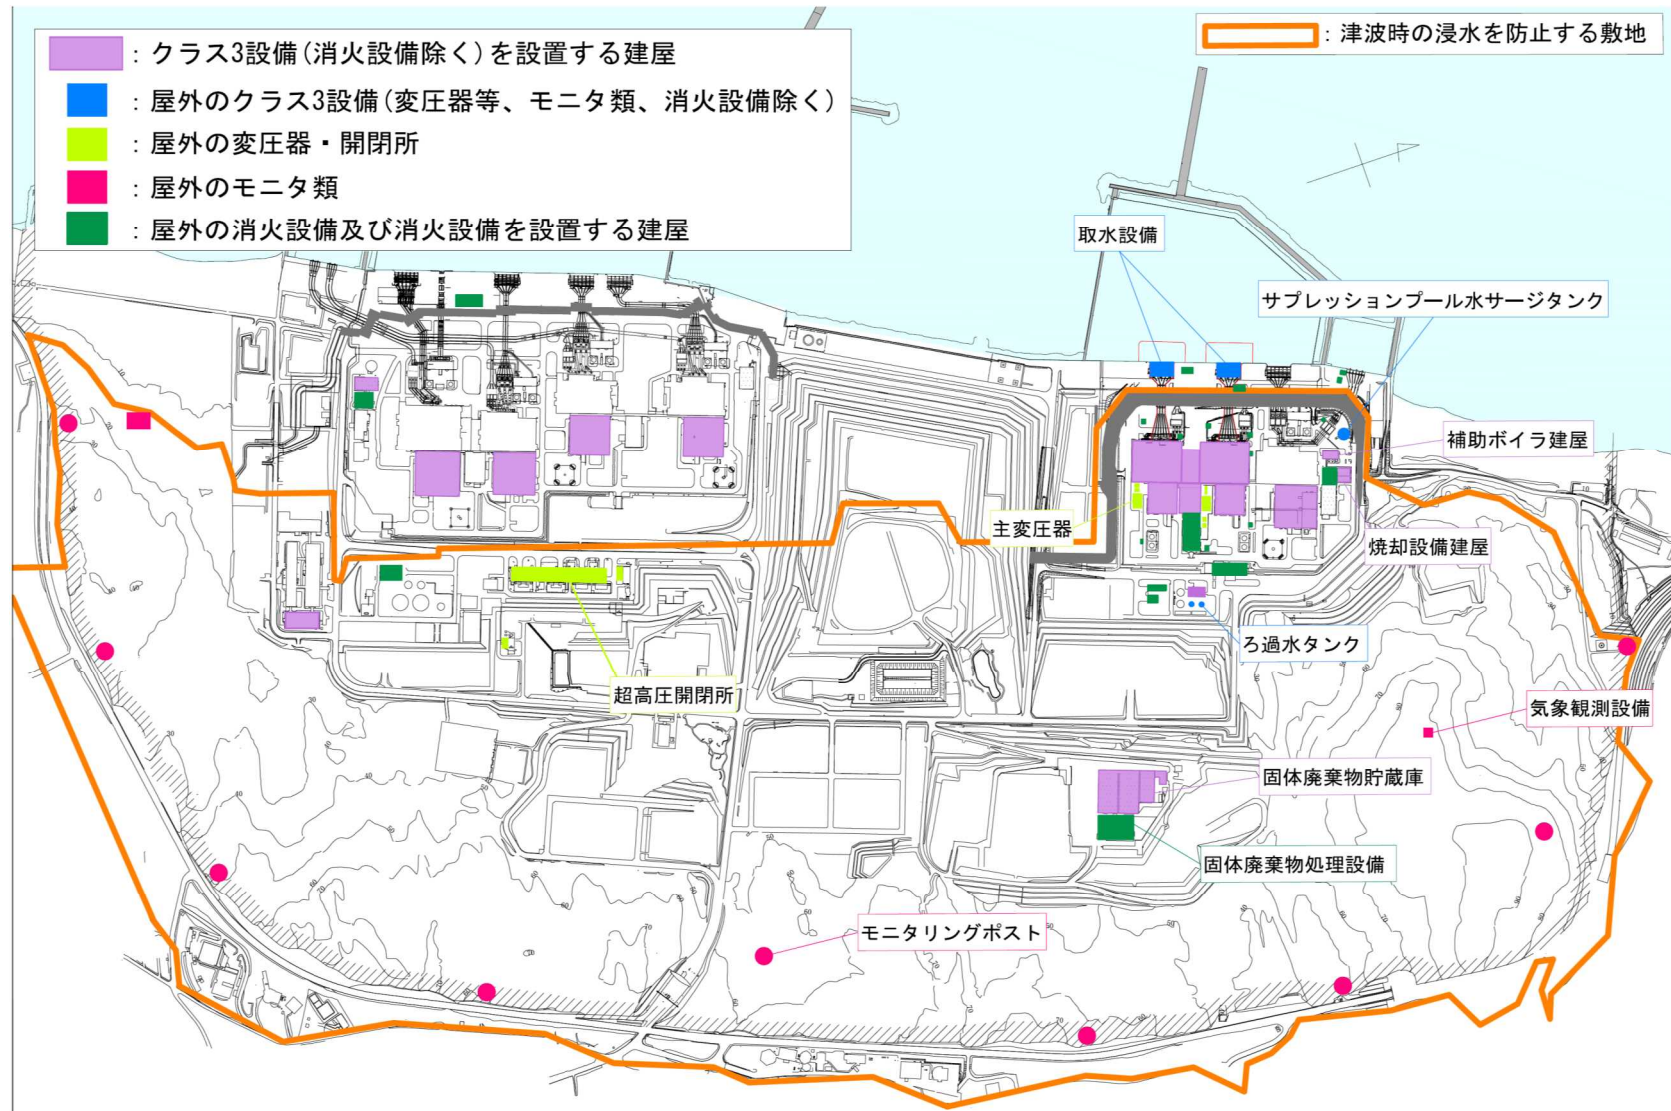 ：クラス3設備(消火設備除く)を設置する建屋
：屋外のクラス3設備(変圧器等、モニタ類、消火設備除く)
：屋外の変圧器・開閉所
：屋外のモニタ類
：屋外の消火設備及び消火設備を設置する建屋
：津波時の浸水を防止する敷地
取水設備
サプレッションプール水サージタンク
補助ボイラ建屋
主変圧器
焼却設備建屋
ろ過水タンク
超高圧開閉所
気象観測設備
固体廃棄物貯蔵庫
固体廃棄物処理設備
モニタリングポスト